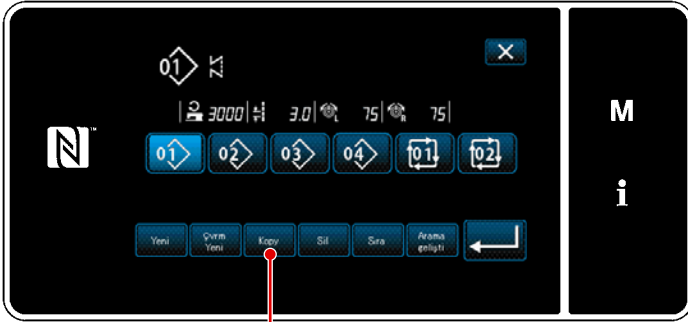 01
3000 3.0 L 75 R 75
01 02 03 04 01 02
Yeni Çvrm Yeni Kopy Sil Sıra Arama gelişti
M
i
N